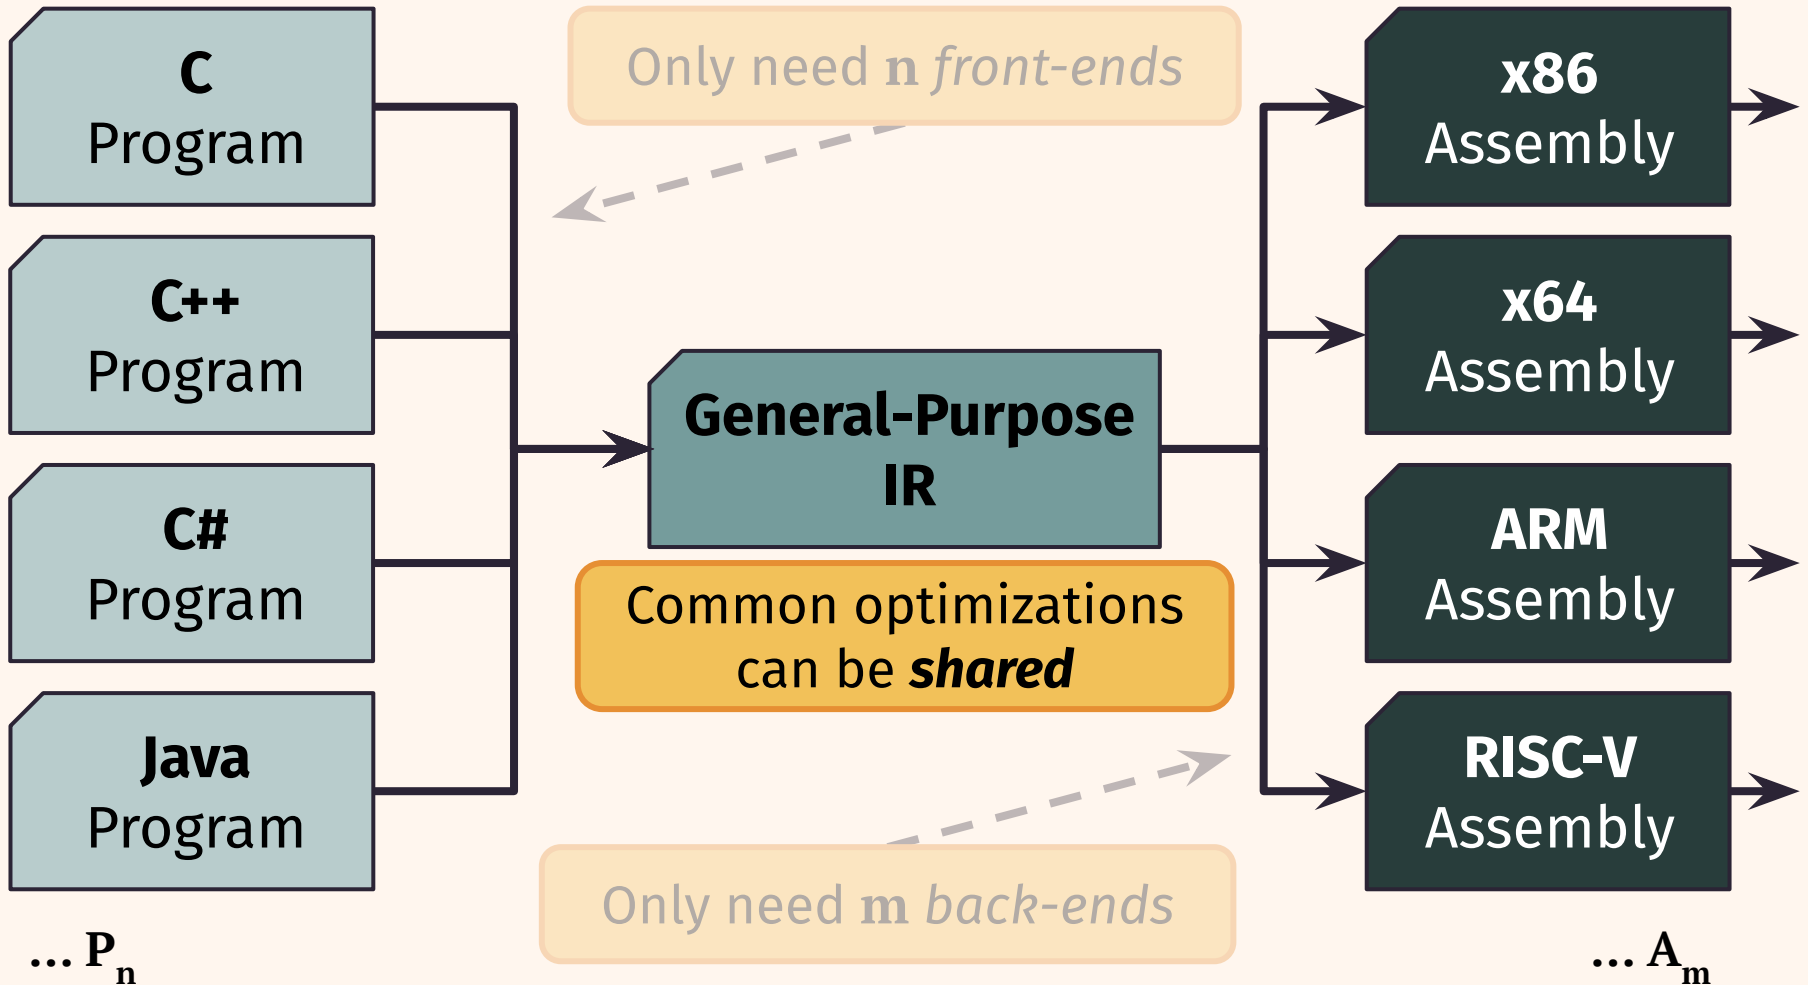 C
Program
C++
Program
C#
Program
Java
Program
... Pn
Only need n front-ends
General-Purpose
IR
Common optimizations
can be shared
Only need m back-ends
x86
Assembly
x64
Assembly
ARM
Assembly
RISC-V
Assembly
... Am